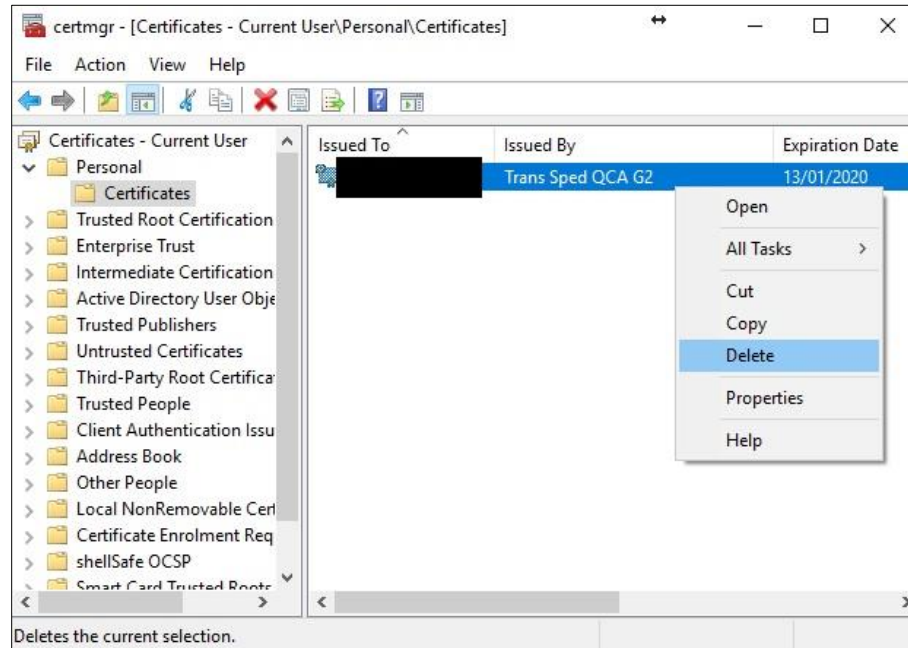 certmgr - [Certificates - Current User\Personal\Certificates]
File Action View Help
Certificates - Current User
Personal
Certificates
Trusted Root Certification
Enterprise Trust
Intermediate Certification
Active Directory User Obje
Trusted Publishers
Untrusted Certificates
Third-Party Root Certifica
Trusted People
Client Authentication Issu
Address Book
Other People
Local NonRemovable Cert
Certificate Enrolment Req
shellSafe OCSP
Smart Card Trusted Roots
Issued To Issued By Expiration Date
Trans Sped QCA G2 13/01/2020
Open
All Tasks
Cut
Copy
Delete
Properties
Help
Deletes the current selection.